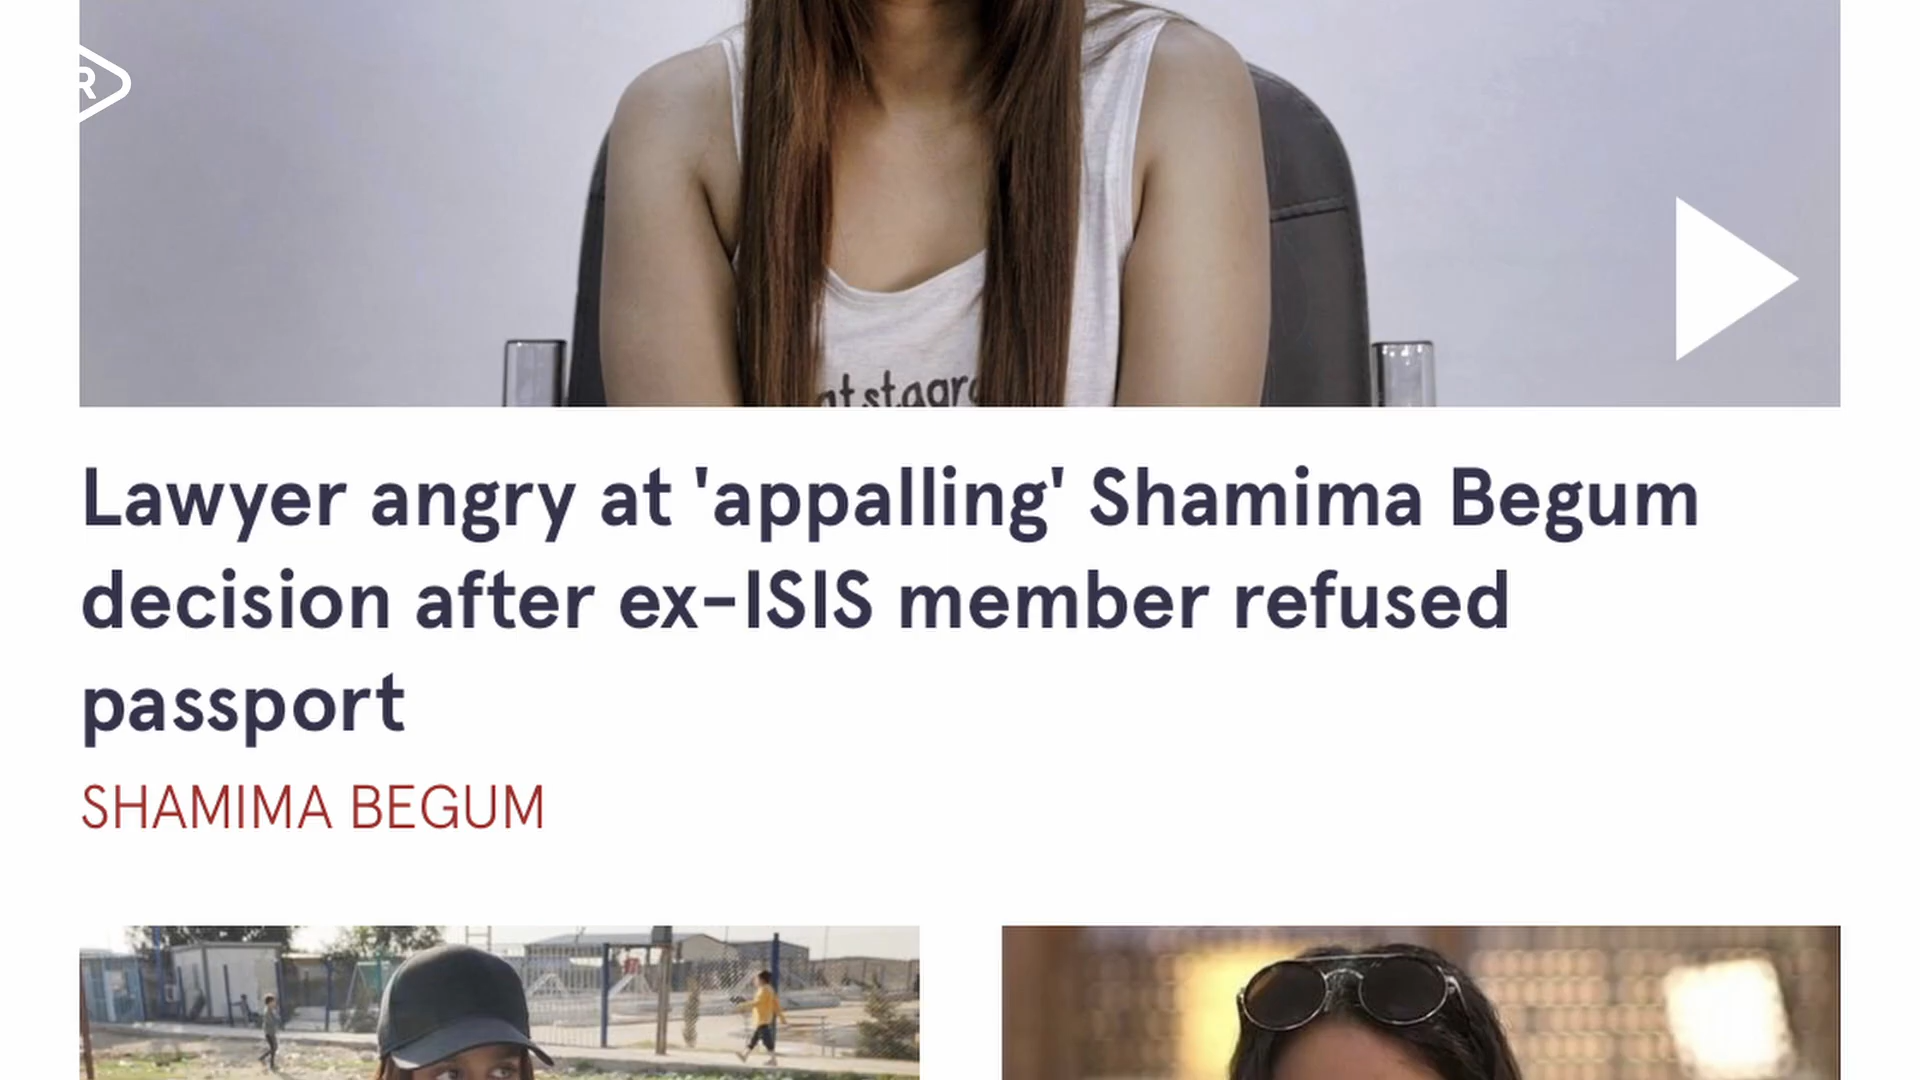 R
Lawyer angry at 'appalling' Shamima Begum
decision after ex-ISIS member refused
passport
SHAMIMA BEGUM